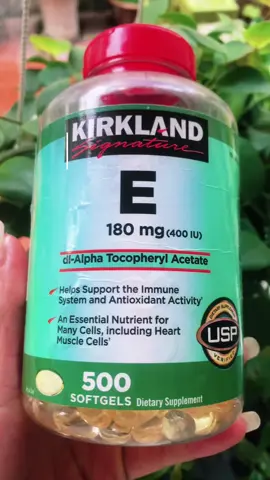 KIRKLAND
Signature
E
180 mg (400 IU)
dl-Alpha Tocopheryl Acetate
Helps Support the Immune
System and Antioxidant Activity†
An Essential Nutrient for
Many Cells, including Heart
Muscle Cells†
USP
VERIFIED
500
SOFTGELS Dietary Supplement